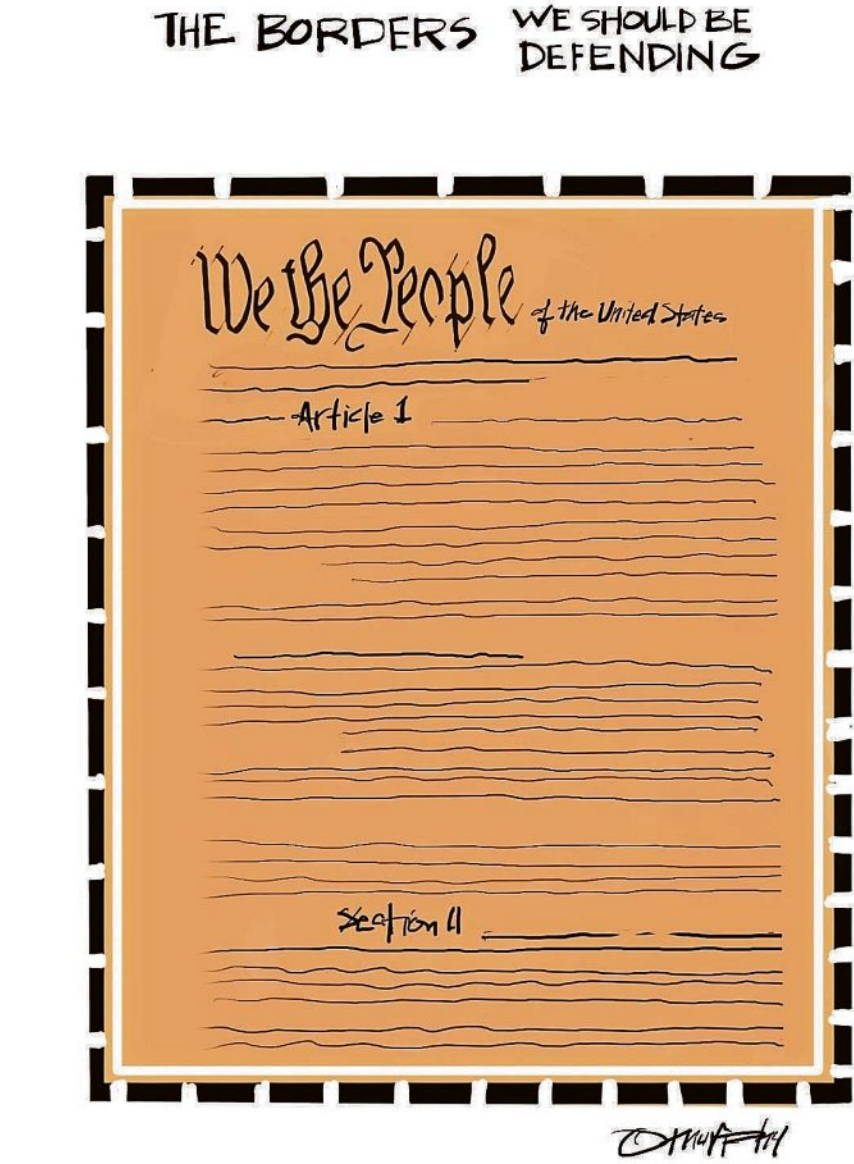 THE BORDERS WE SHOULD BE
DEFENDING
We the People of the United States
Article 1
Section II